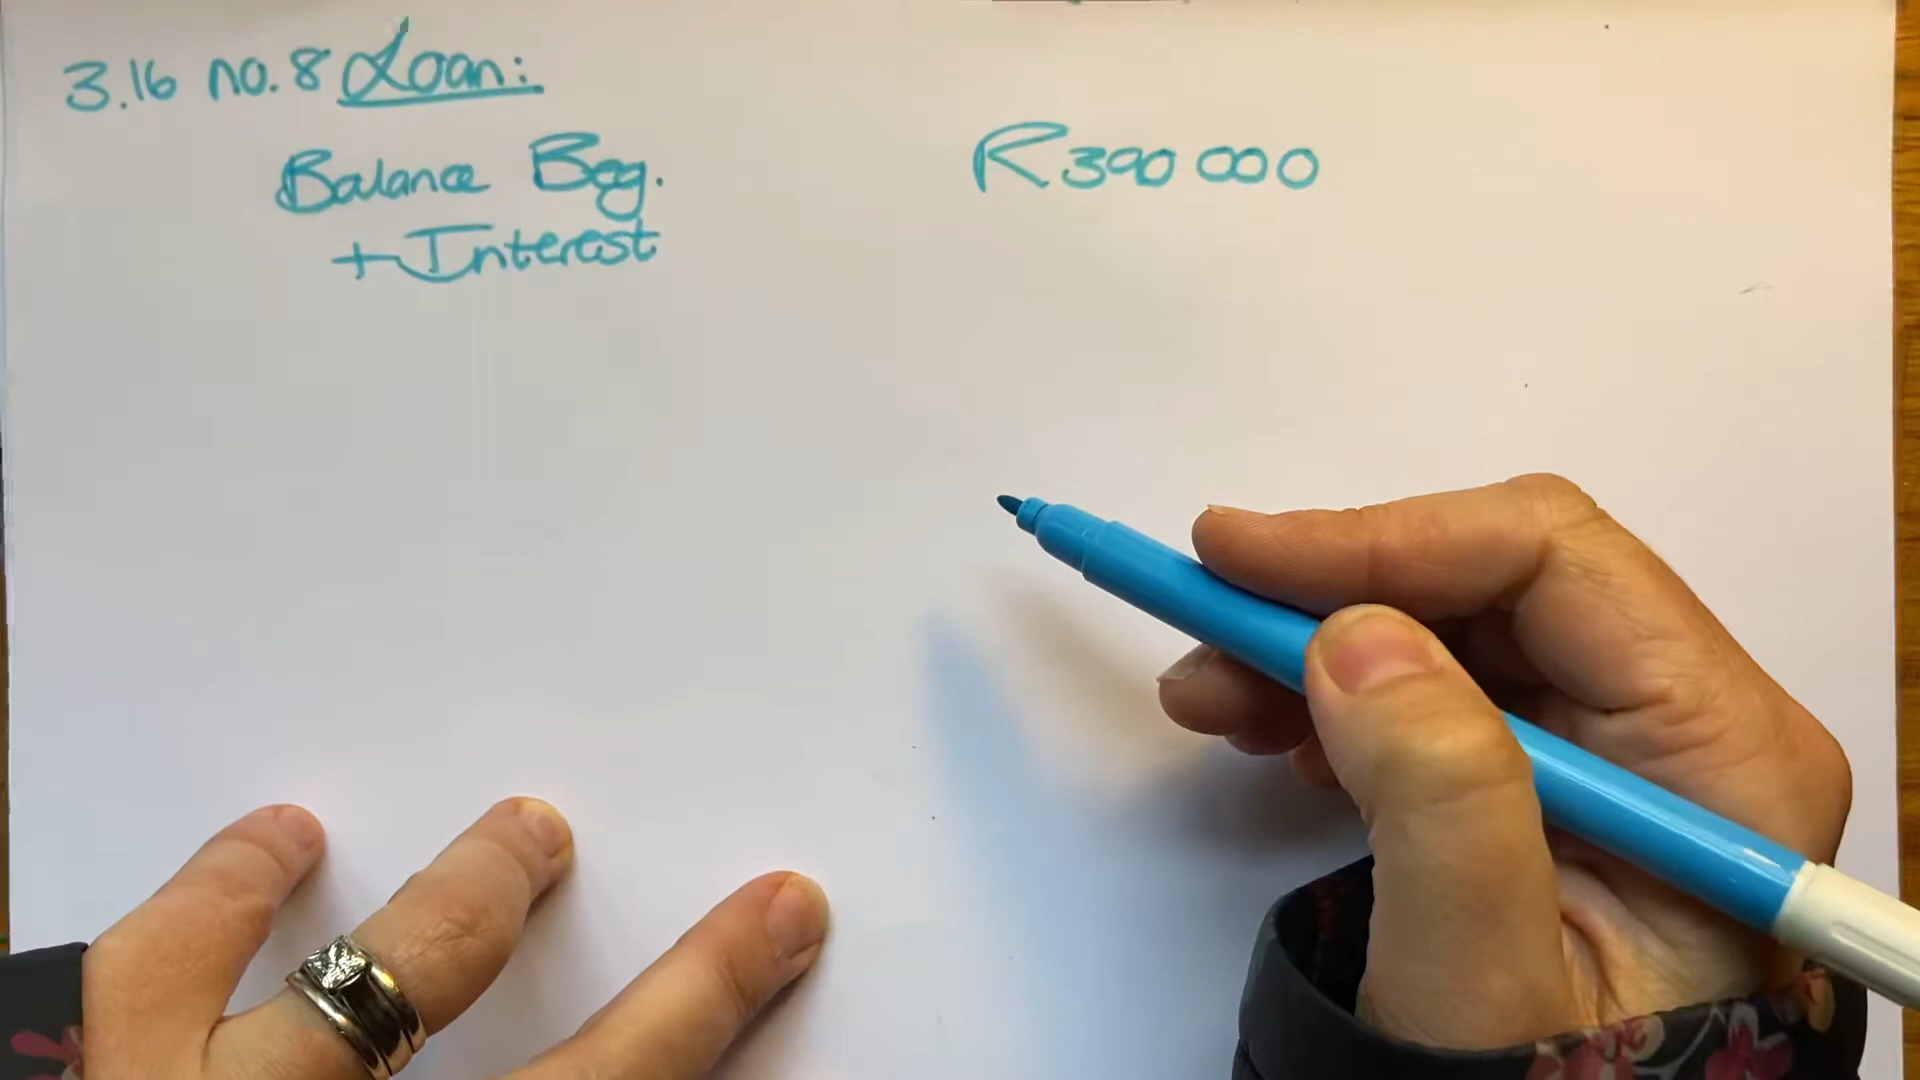 3.16 no. 8 Loan:
Balance Beg. R390 000
+ Interest